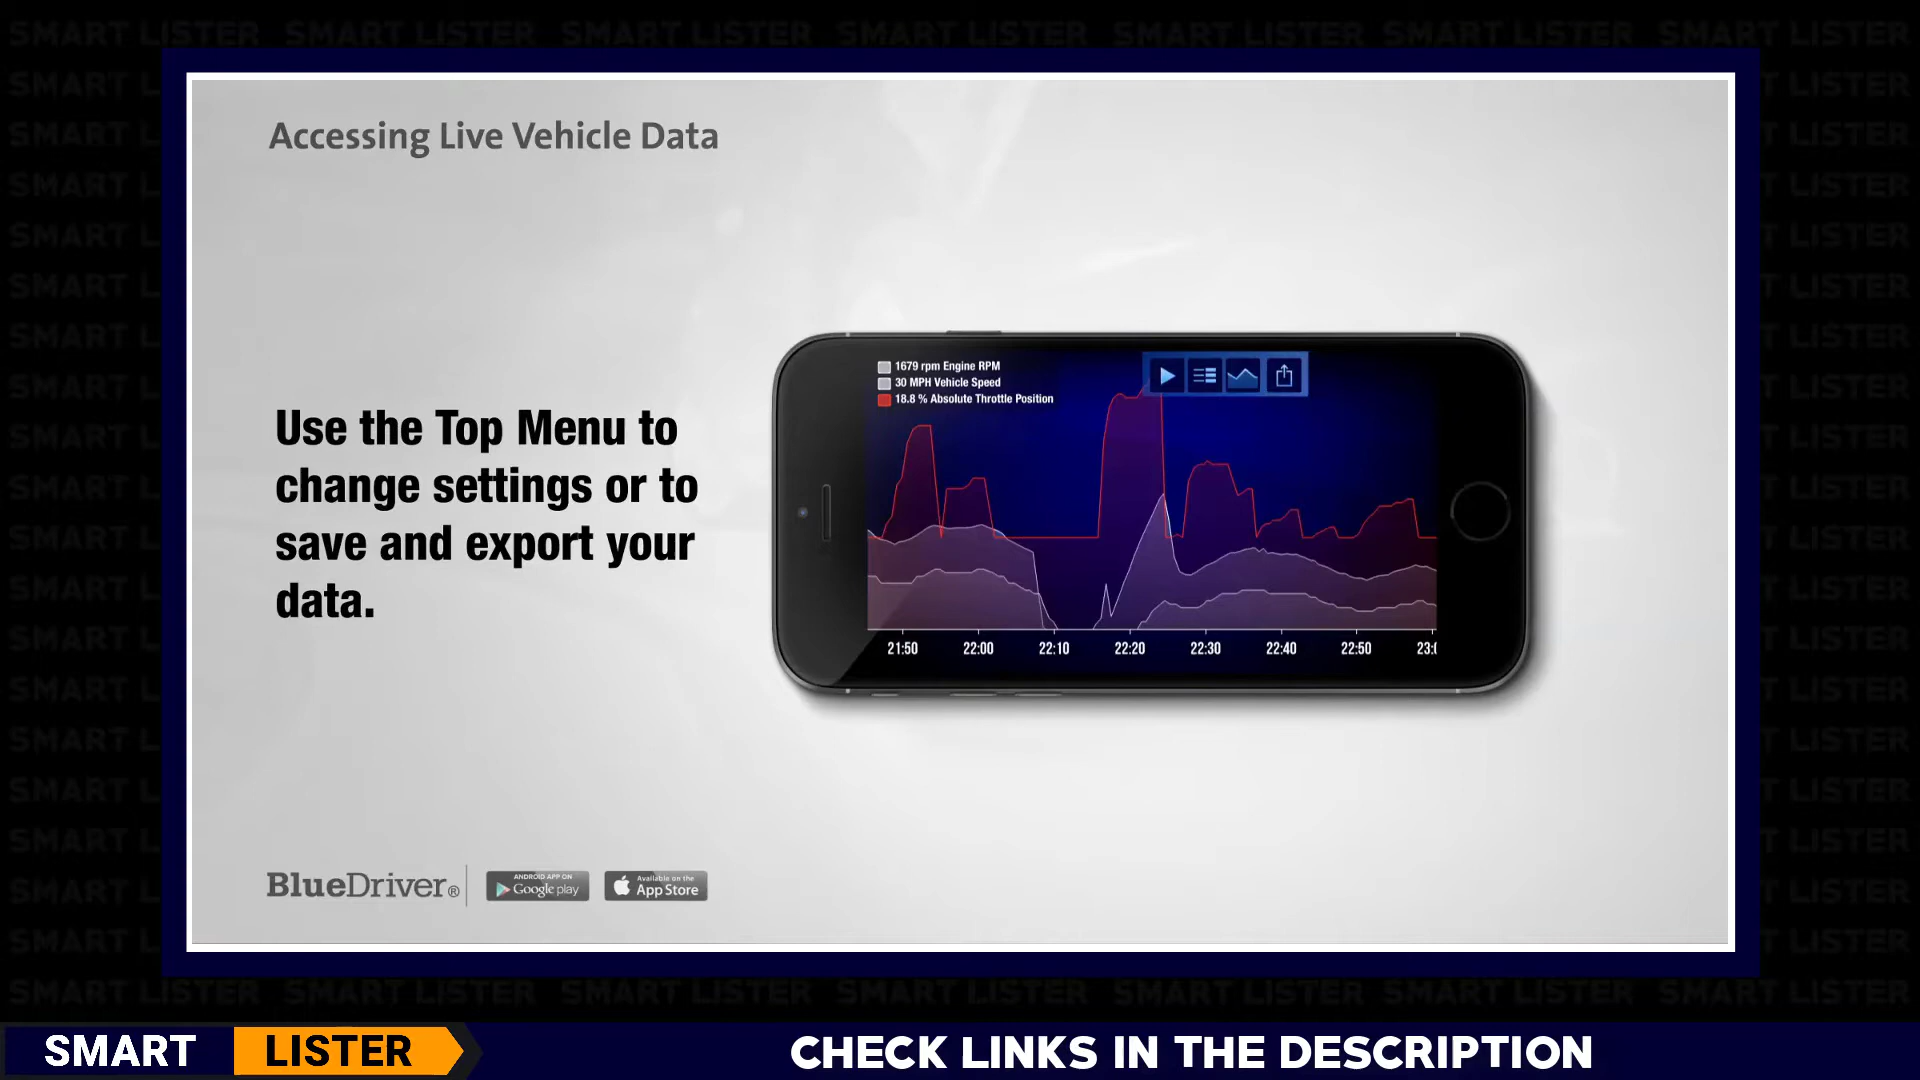 SMART LISTER SMART LISTER SMART LISTER SMART LISTER SMART LISTER SMART LISTER SMART LISTER
Accessing Live Vehicle Data
Use the Top Menu to
change settings or to
save and export your
data.
1679 rpm Engine RPM
30 MPH Vehicle Speed
18.8 % Absolute Throttle Position
21:50 22:00 22:10 22:20 22:30 22:40 22:50
BlueDriver®
ANDROID APP ON
Google play
Available on the
App Store
SMART LISTER SMART LISTER SMART LISTER SMART LISTER SMART LISTER SMART LISTER SMART LISTER
SMART LISTER
CHECK LINKS IN THE DESCRIPTION